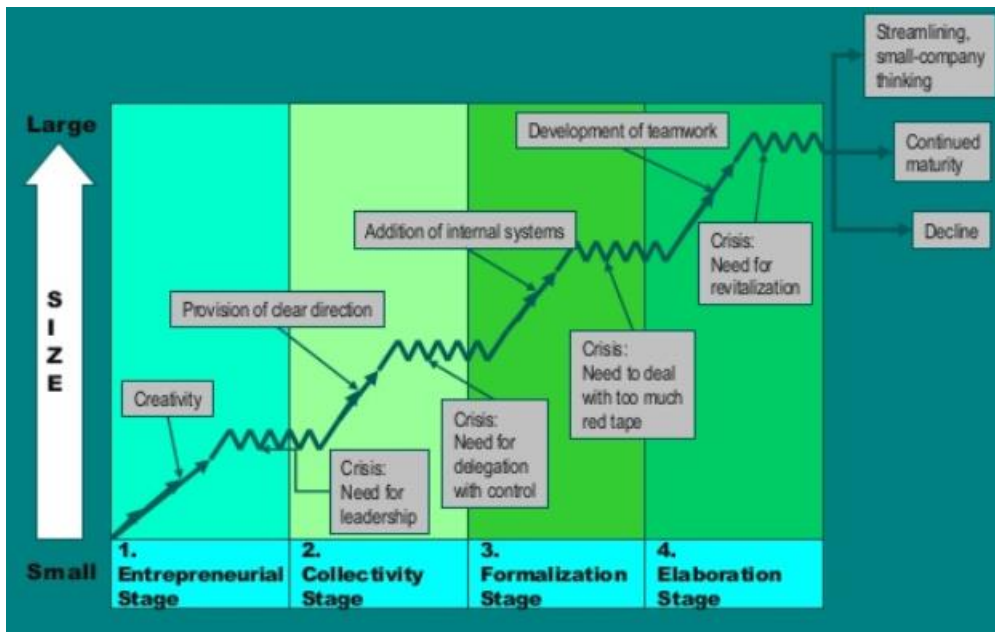 Large
S
I
Z
E
Small
Creativity
Crisis:
Need for
leadership
Provision of clear direction
Crisis:
Need for
delegation
with control
Addition of internal systems
Crisis:
Need to deal
with too much
red tape
Development of teamwork
Crisis:
Need for
revitalization
Streamlining,
small-company
thinking
Continued
maturity
Decline
1.
Entrepreneurial
Stage
2.
Collectivity
Stage
3.
Formalization
Stage
4.
Elaboration
Stage